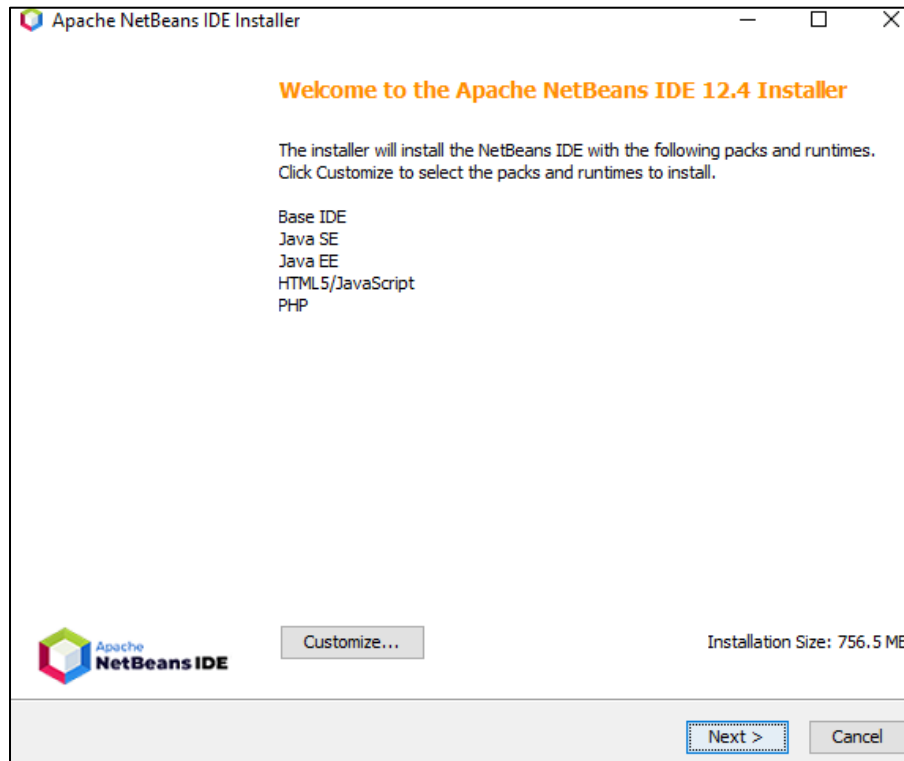 Apache NetBeans IDE Installer
Welcome to the Apache NetBeans IDE 12.4 Installer
The installer will install the NetBeans IDE with the following packs and runtimes.
Click Customize to select the packs and runtimes to install.
Base IDE
Java SE
Java EE
HTML5/JavaScript
PHP
Apache
NetBeans IDE
Customize...
Installation Size: 756.5 MB
Next >
Cancel